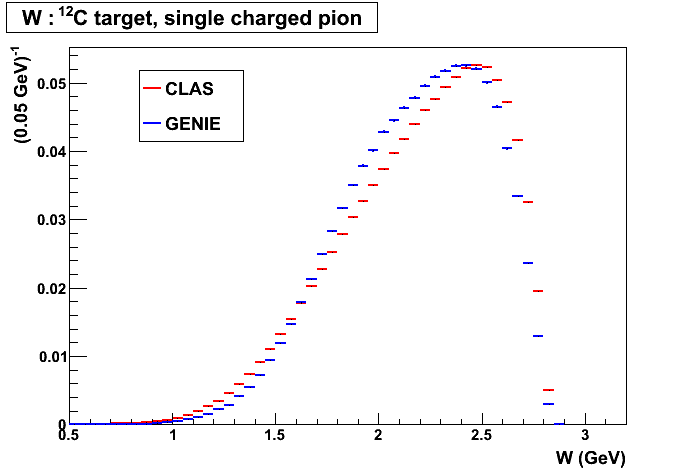 W : ¹²C target, single charged pion
(0.05 GeV)⁻¹
0.05
0.04
0.03
0.02
0.01
0
CLAS
GENIE
0.5 1 1.5 2 2.5 3
W (GeV)